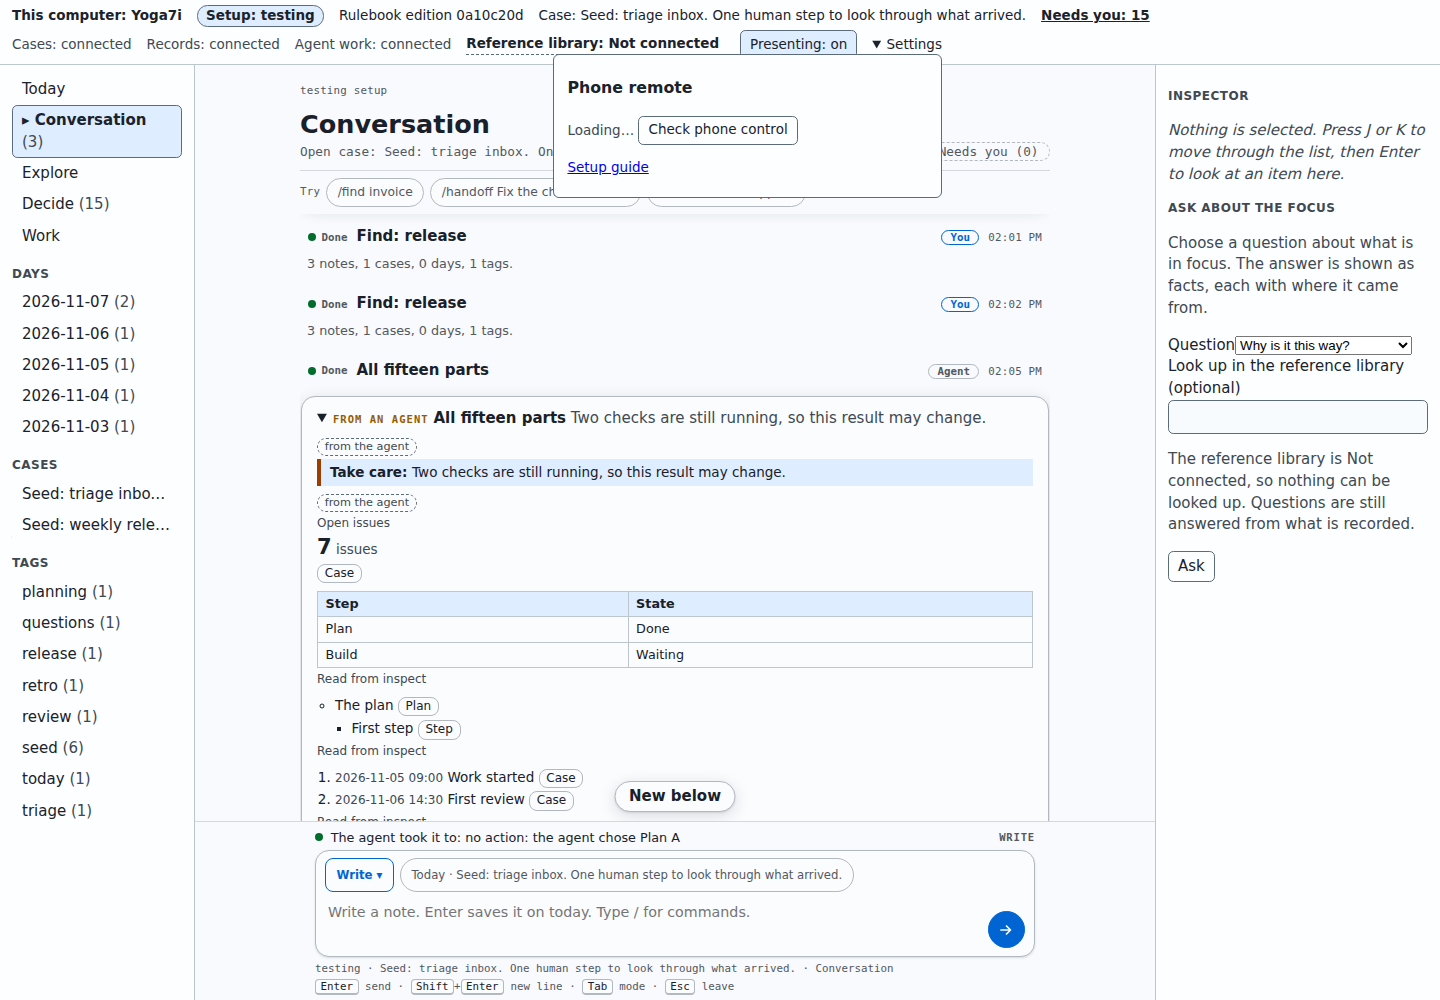 This computer: Yoga7i Setup: testing Rulebook edition 0a10c20d Case: Seed: triage inbox. One human step to look through what arrived. Needs you: 15
Cases: connected Records: connected Agent work: connected Reference library: Not connected Presenting: on ▼ Settings
Today
▸ Conversation
(3)
Explore
Decide (15)
Work
DAYS
2026-11-07 (2)
2026-11-06 (1)
2026-11-05 (1)
2026-11-04 (1)
2026-11-03 (1)
CASES
Seed: triage inbo…
Seed: weekly rele…
TAGS
planning (1)
questions (1)
release (1)
retro (1)
review (1)
seed (6)
today (1)
triage (1)
Phone remote
Loading… Check phone control
Setup guide
testing setup
Conversation
Open case: Seed: triage inbox. On
Needs you (0)
Try /find invoice /handoff Fix the ch
Done Find: release You 02:01 PM
3 notes, 1 cases, 0 days, 1 tags.
Done Find: release You 02:02 PM
3 notes, 1 cases, 0 days, 1 tags.
Done All fifteen parts Agent 02:05 PM
▼ FROM AN AGENT All fifteen parts Two checks are still running, so this result may change.
from the agent
Take care: Two checks are still running, so this result may change.
from the agent
Open issues
7 issues
Case
Step State
Plan Done
Build Waiting
Read from inspect
The plan Plan
First step Step
Read from inspect
1. 2026-11-05 09:00 Work started Case
2. 2026-11-06 14:30 First review Case
Read from inspect
New below
The agent took it to: no action: the agent chose Plan A WRITE
Write ▾ Today · Seed: triage inbox. One human step to look through what arrived.
Write a note. Enter saves it on today. Type / for commands.
→
testing · Seed: triage inbox. One human step to look through what arrived. · Conversation
Enter send · Shift+Enter new line · Tab mode · Esc leave
INSPECTOR
Nothing is selected. Press J or K to
move through the list, then Enter
to look at an item here.
ASK ABOUT THE FOCUS
Choose a question about what is
in focus. The answer is shown as
facts, each with where it came
from.
Question Why is it this way?
Look up in the reference library
(optional)
The reference library is Not
connected, so nothing can be
looked up. Questions are still
answered from what is recorded.
Ask